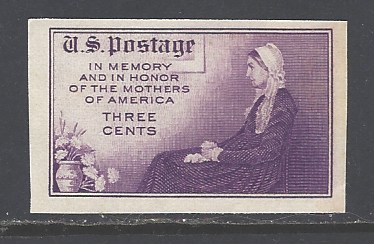 U.S. Postage
IN MEMORY
AND IN HONOR
OF THE MOTHERS
OF AMERICA
THREE
CENTS